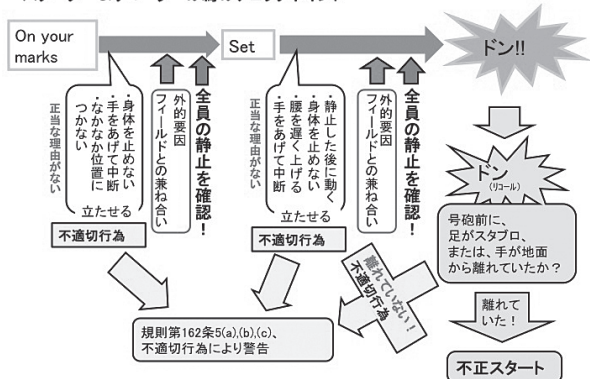 On your
marks
Set
ドン!!
・身体を止めない
・手をあげて中断
・なかなか位置に
つかない
正当な理由がない
立たせる
不適切行為
外的要因
フィールドとの兼ね合い
全員の静止を確認！
・静止した後に動く
・身体を止めない
・腰を遅く上げる
・手をあげて中断
正当な理由がない
立たせる
不適切行為
外的要因
フィールドとの兼ね合い
全員の静止を確認！
ドン
(リコール)
号砲前に、
足がスタブロ、
または、手が地面
から離れていたか？
離れていない！
不適切行為
離れて
いた！
規則第162条5(a),(b),(c)、
不適切行為により警告
不正スタート